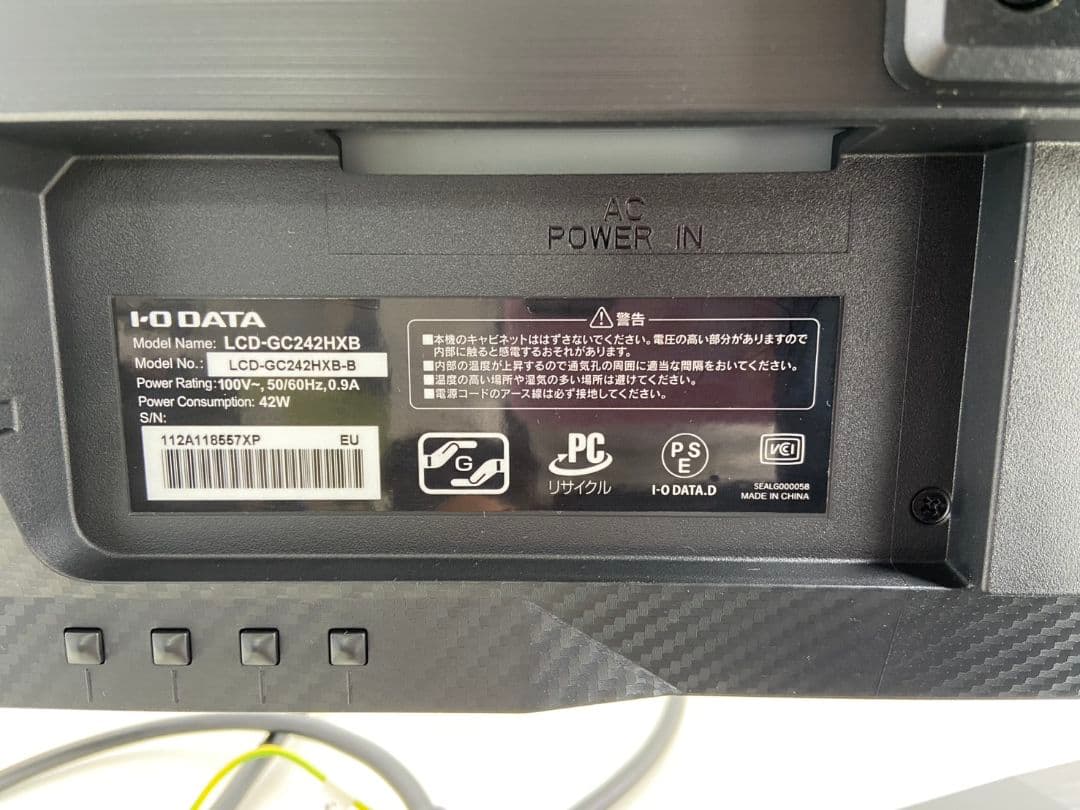 AC
POWER IN
I-O DATA
Model Name: LCD-GC242HXB
Model No.: LCD-GC242HXB-B
Power Rating:100V~, 50/60Hz, 0.9A
Power Consumption: 42W
S/N:
112A118557XP EU
警告
■本機のキャビネットははずさないでください。電圧の高い部分がありますので
内部に触ると感電するおそれがあります。
■内部の温度が上昇するので通気孔の周囲に適当な間隔をおいてください。
■温度の高い場所や湿気の多い場所は避けてください。
■電源コードのアース線は必ず接地してください。
G
PC
リサイクル
PS
E
I-O DATA.D
VCI
SEALG000058
MADE IN CHINA